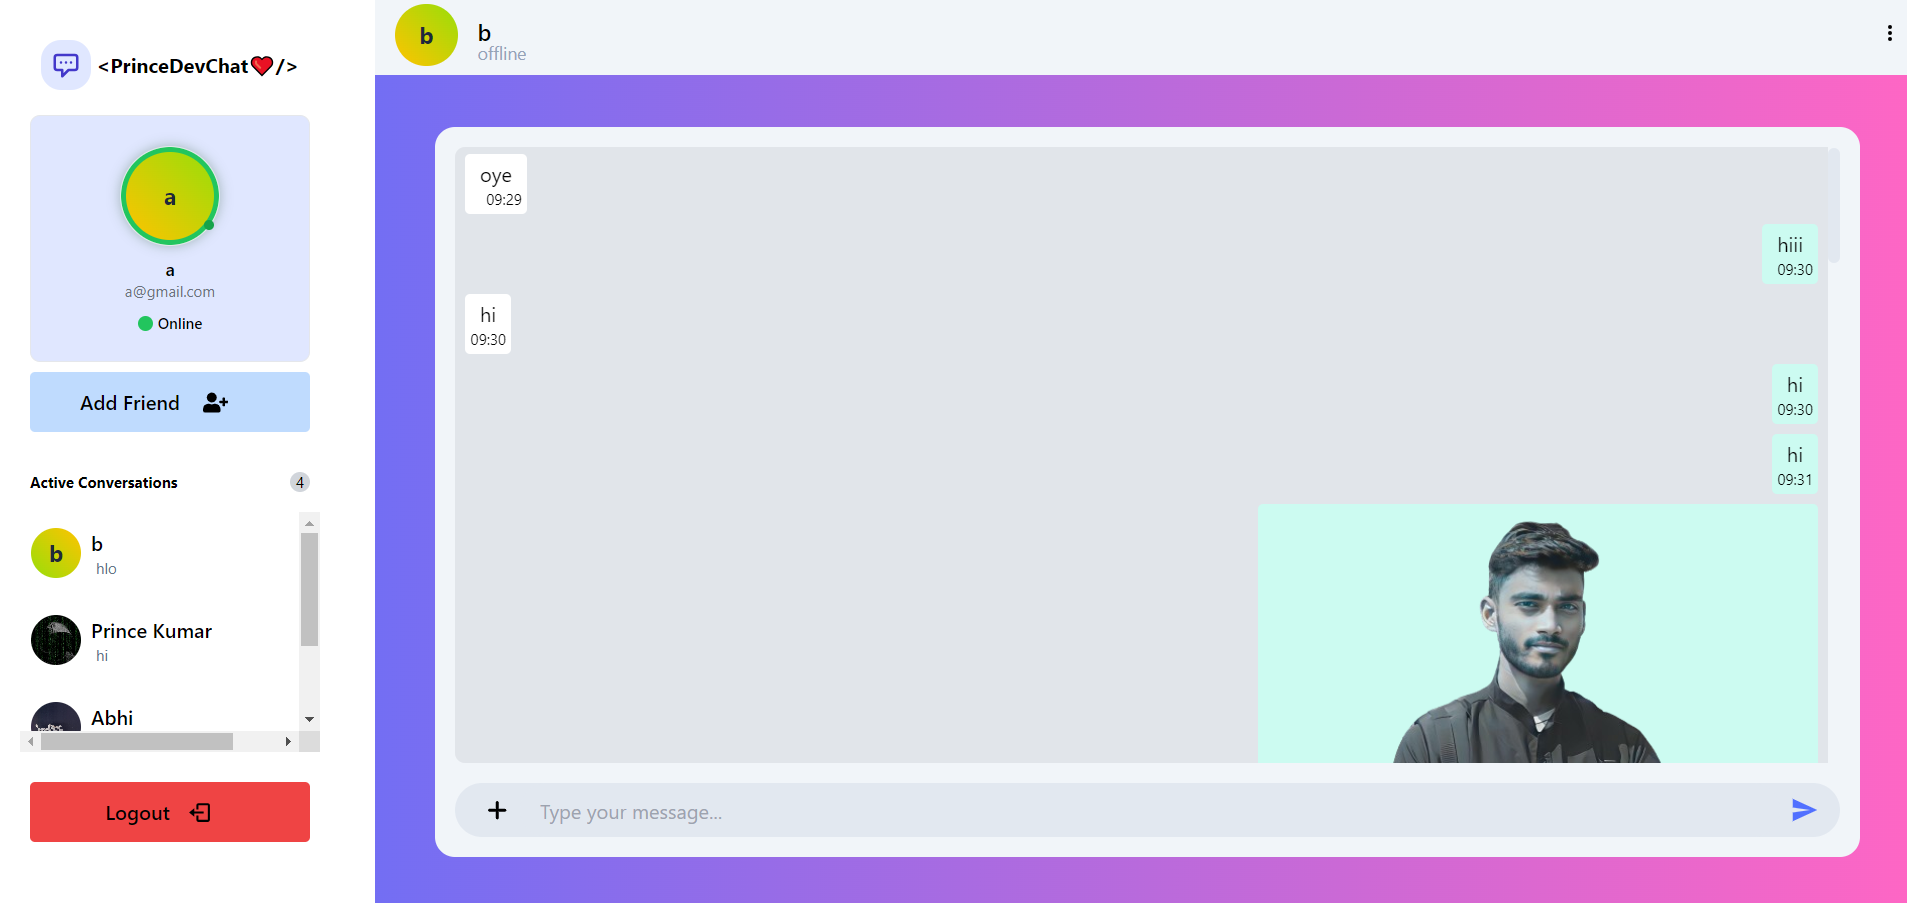 <PrinceDevChat❤️/>
a
a
a@gmail.com
Online
Add Friend
Active Conversations 4
b
b
hlo
Prince Kumar
hi
Abhi
Logout
b
b
offline
oye
09:29
hiii
09:30
hi
09:30
hi
09:30
hi
09:31
Type your message...